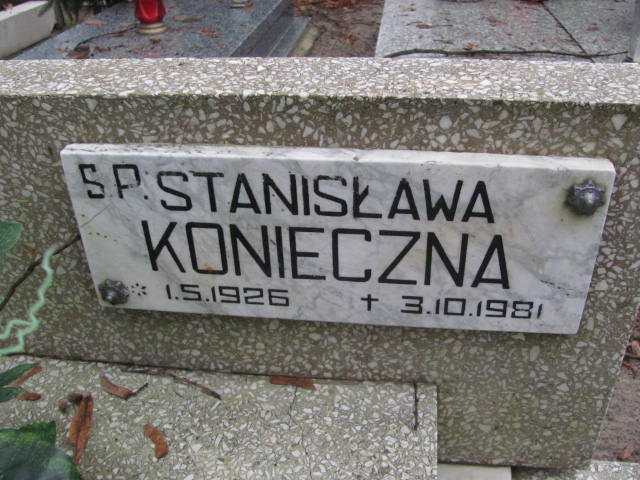 Ś.P. STANISŁAWA
KONIECZNA
* 1.5.1926 † 3.10.1981